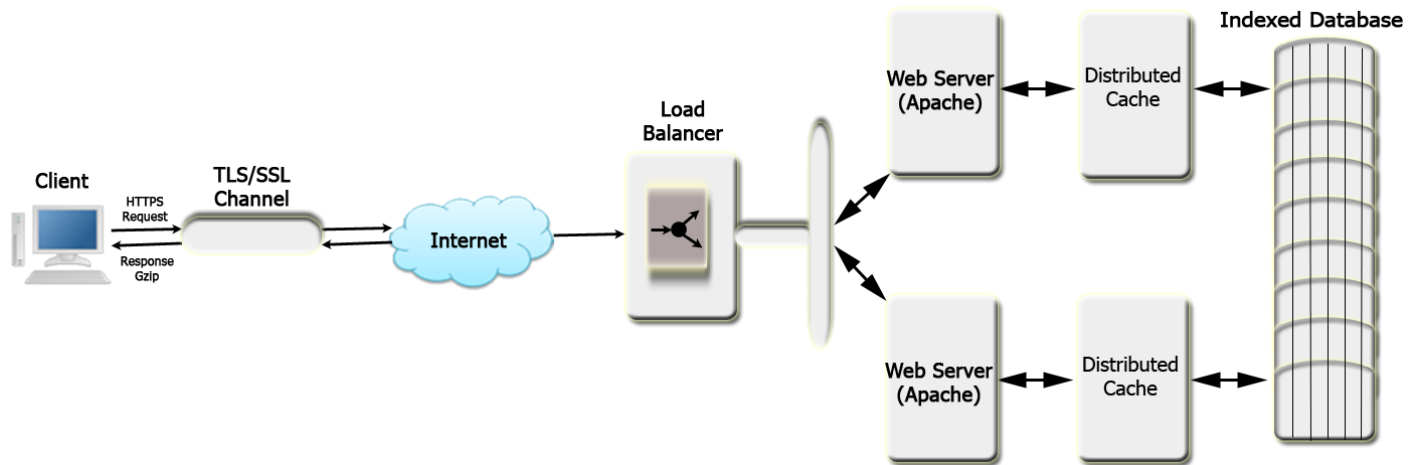 Client
HTTPS
Request
Response
Gzip
TLS/SSL
Channel
Internet
Load
Balancer
Web Server
(Apache)
Distributed
Cache
Indexed Database
Web Server
(Apache)
Distributed
Cache